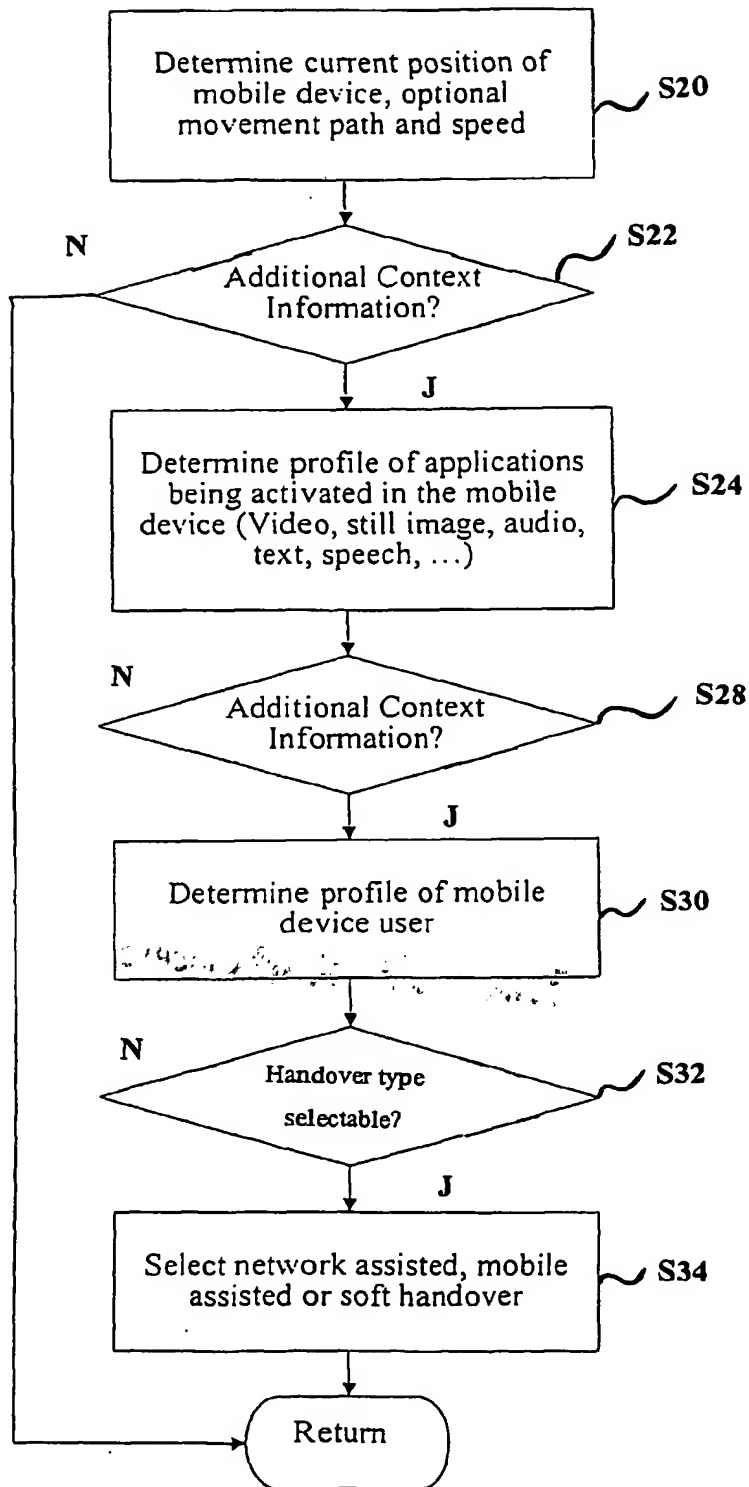 Determine current position of
mobile device, optional
movement path and speed
S20
N
S22
Additional Context
Information?
J
Determine profile of applications
being activated in the mobile
device (Video, still image, audio,
text, speech, ...)
S24
N
S28
Additional Context
Information?
J
Determine profile of mobile
device user
S30
N
Handover type
selectable?
S32
J
Select network assisted, mobile
assisted or soft handover
S34
Return